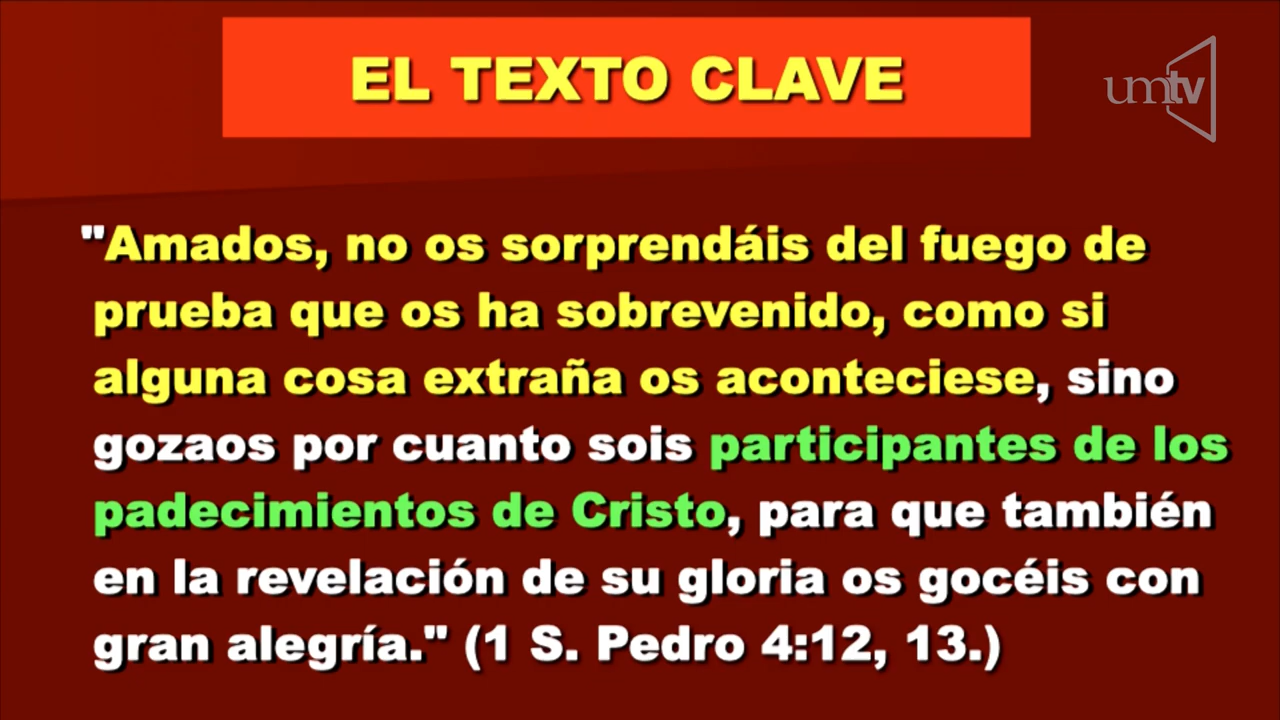 EL TEXTO CLAVE
umtv
"Amados, no os sorprendáis del fuego de
prueba que os ha sobrevenido, como si
alguna cosa extraña os aconteciese, sino
gozaos por cuanto sois participantes de los
padecimientos de Cristo, para que también
en la revelación de su gloria os gocéis con
gran alegría." (1 S. Pedro 4:12, 13.)